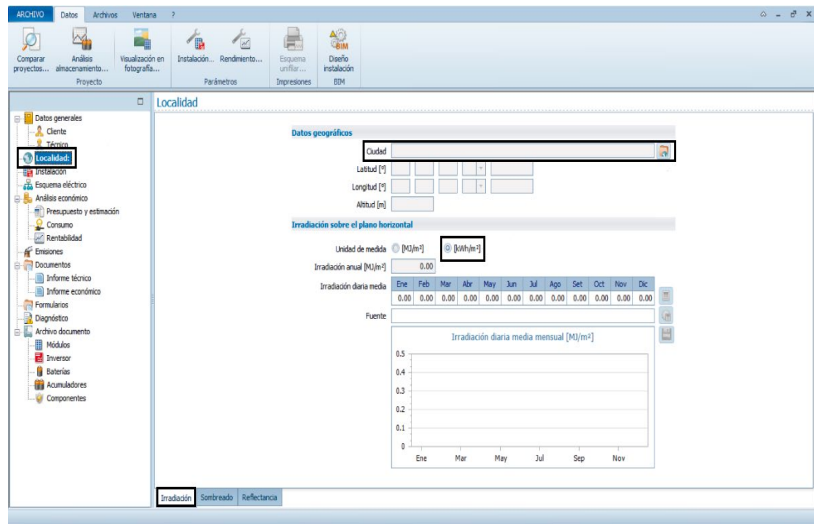 ARCHIVO Datos Archivos Ventana ?
Comparar proyectos...
Análisis almacenamiento...
Visualización en fotografía...
Instalación...
Rendimiento...
Esquema unifilar...
BIM
Diseño instalación
Proyecto Parámetros Impresiones BIM
Localidad
Datos generales
Cliente
Técnico
Localidad:
Instalación
Esquema eléctrico
Análisis económico
Presupuesto y estimación
Consumo
Rentabilidad
Emisiones
Documentos
Informe técnico
Informe económico
Formularios
Diagnóstico
Archivo documento
Módulos
Inversor
Baterías
Acumuladores
Componentes
Datos geográficos
Ciudad
Latitud [°]
Longitud [°]
Altitud [m]
Irradiación sobre el plano horizontal
Unidad de medida [MJ/m²] [kWh/m²]
Irradiación anual [MJ/m²] 0.00
Irradiación diaria media Ene Feb Mar Abr May Jun Jul Ago Set Oct Nov Dic
0.00 0.00 0.00 0.00 0.00 0.00 0.00 0.00 0.00 0.00 0.00 0.00
Fuente
Irradiación diaria media mensual [MJ/m²]
0.5
0.4
0.3
0.2
0.1
0
Ene Mar May Jul Sep Nov
Irradiación Sombreado Reflectancia